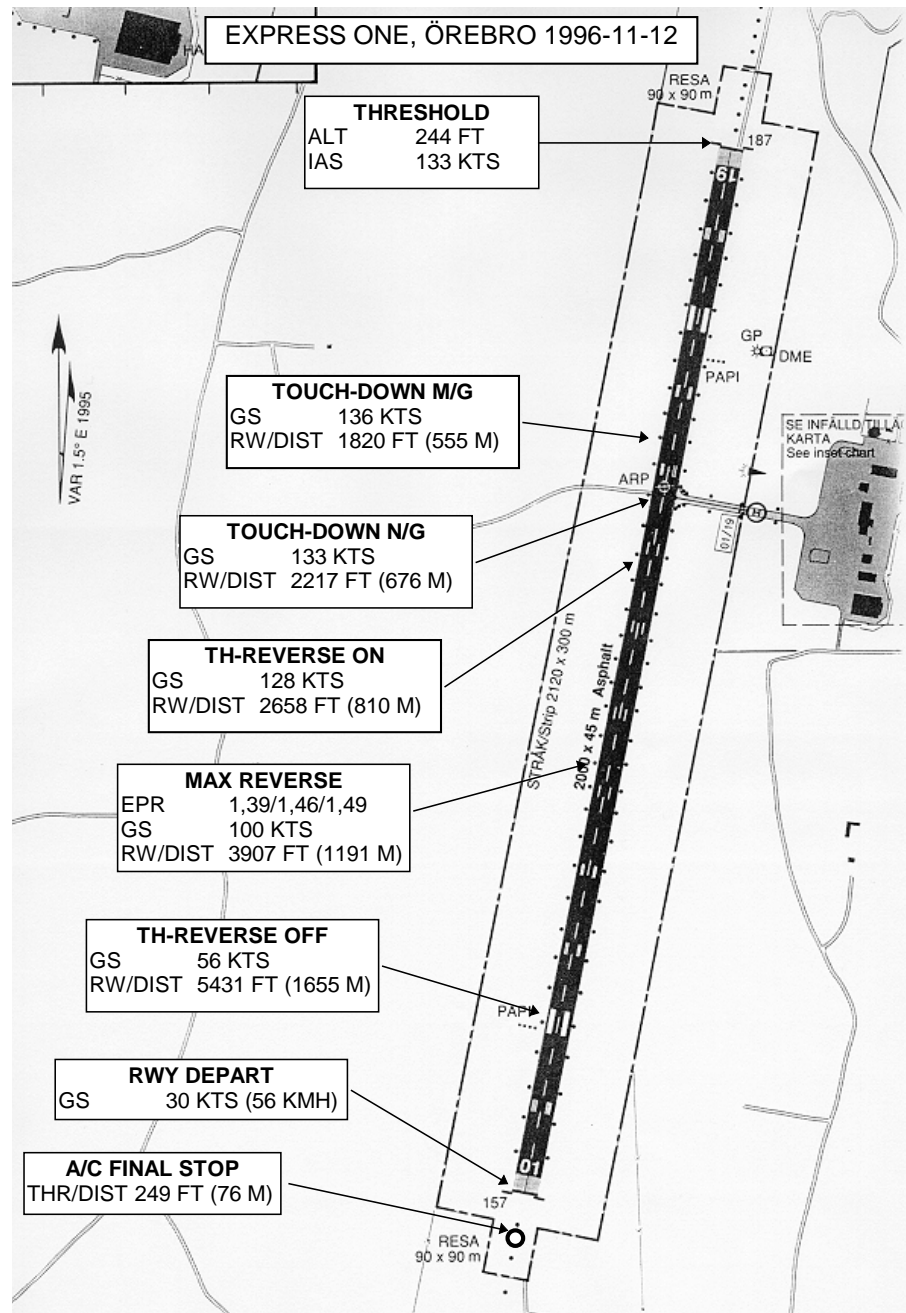 EXPRESS ONE, ÖREBRO 1996-11-12
HA
RESA
90 x 90 m
THRESHOLD
ALT 244 FT
IAS 133 KTS
187
19
GP
DME
PAPI
VAR 1.5° E 1995
TOUCH-DOWN M/G
GS 136 KTS
RW/DIST 1820 FT (555 M)
SE INFÄLLD TILLÄ
KARTA
See inset chart
ARP
H
01/19
TOUCH-DOWN N/G
GS 133 KTS
RW/DIST 2217 FT (676 M)
TH-REVERSE ON
GS 128 KTS
RW/DIST 2658 FT (810 M)
STRÅK/Strip 2120 x 300 m
2000 x 45 m Asphalt
MAX REVERSE
EPR 1,39/1,46/1,49
GS 100 KTS
RW/DIST 3907 FT (1191 M)
TH-REVERSE OFF
GS 56 KTS
RW/DIST 5431 FT (1655 M)
PAPI
RWY DEPART
GS 30 KTS (56 KMH)
01
A/C FINAL STOP
THR/DIST 249 FT (76 M)
157
RESA
90 x 90 m